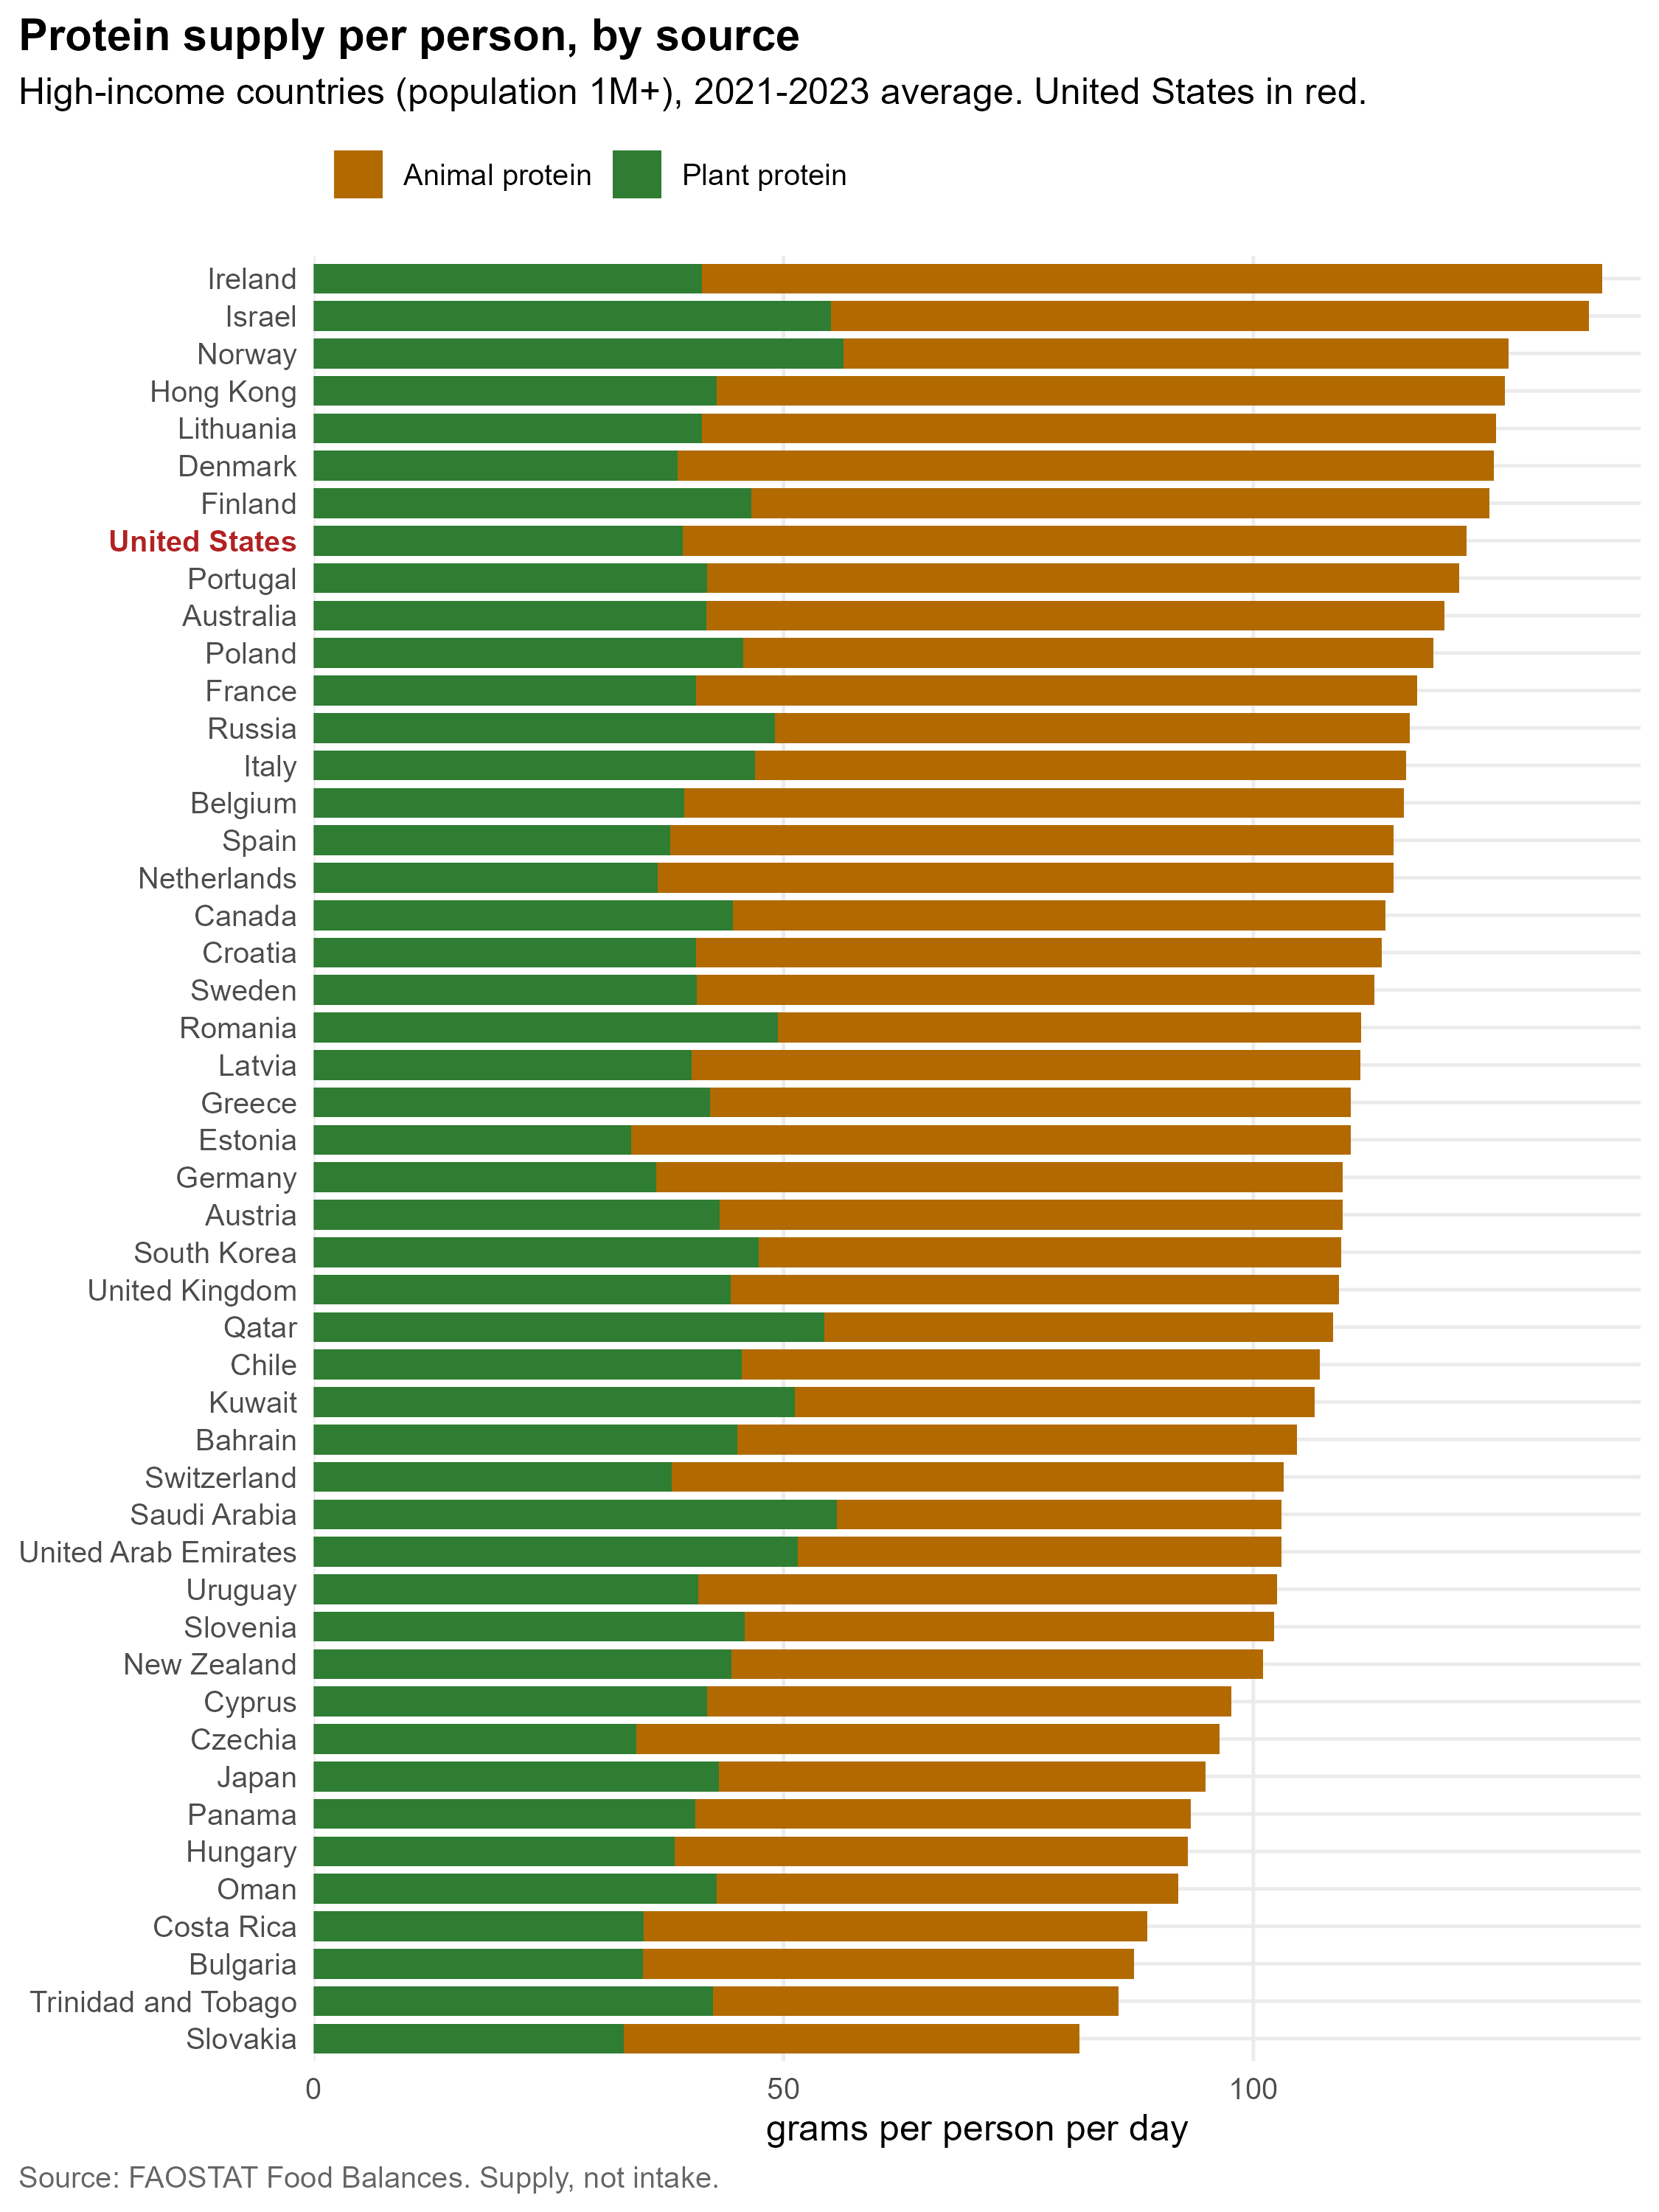 Protein supply per person, by source
High-income countries (population 1M+), 2021-2023 average. United States in red.
Animal protein Plant protein
Ireland
Israel
Norway
Hong Kong
Lithuania
Denmark
Finland
United States
Portugal
Australia
Poland
France
Russia
Italy
Belgium
Spain
Netherlands
Canada
Croatia
Sweden
Romania
Latvia
Greece
Estonia
Germany
Austria
South Korea
United Kingdom
Qatar
Chile
Kuwait
Bahrain
Switzerland
Saudi Arabia
United Arab Emirates
Uruguay
Slovenia
New Zealand
Cyprus
Czechia
Japan
Panama
Hungary
Oman
Costa Rica
Bulgaria
Trinidad and Tobago
Slovakia
0 50 100
grams per person per day
Source: FAOSTAT Food Balances. Supply, not intake.